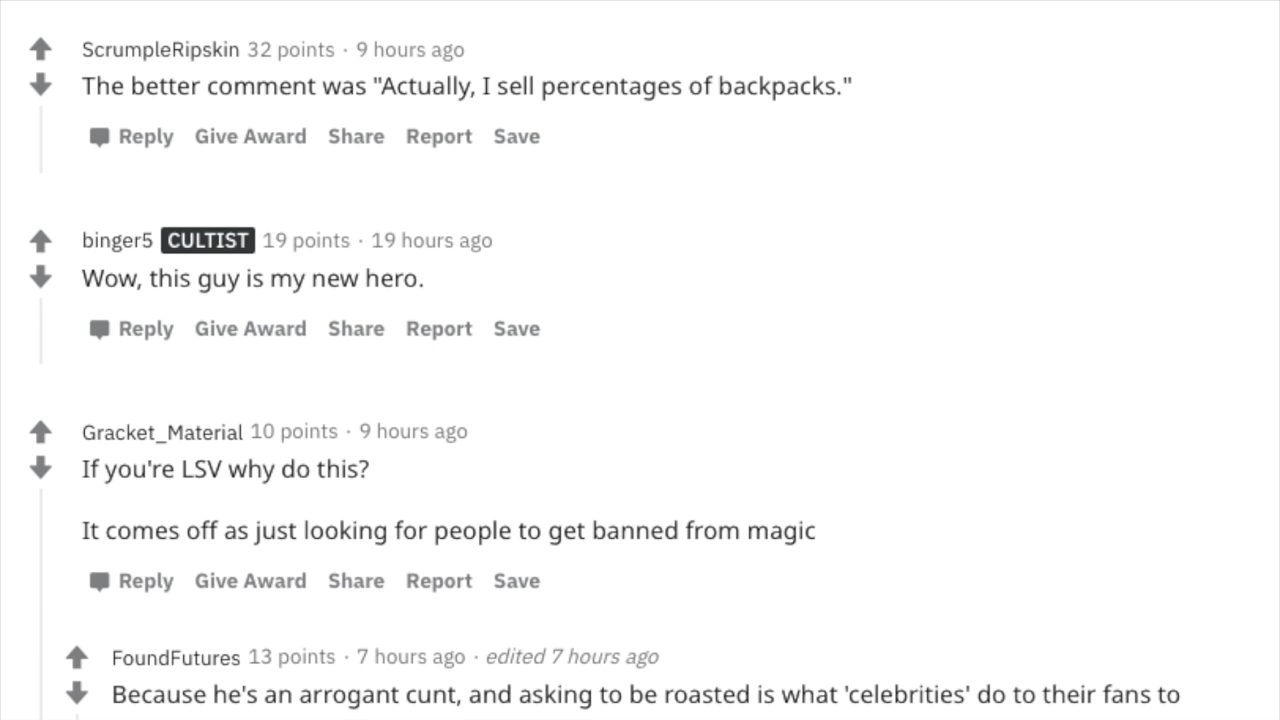 ScrumpleRipskin 32 points · 9 hours ago
The better comment was "Actually, I sell percentages of backpacks."
Reply Give Award Share Report Save
binger5 CULTIST 19 points · 19 hours ago
Wow, this guy is my new hero.
Reply Give Award Share Report Save
Gracket_Material 10 points · 9 hours ago
If you're LSV why do this?
It comes off as just looking for people to get banned from magic
Reply Give Award Share Report Save
FoundFutures 13 points · 7 hours ago · edited 7 hours ago
Because he's an arrogant cunt, and asking to be roasted is what 'celebrities' do to their fans to